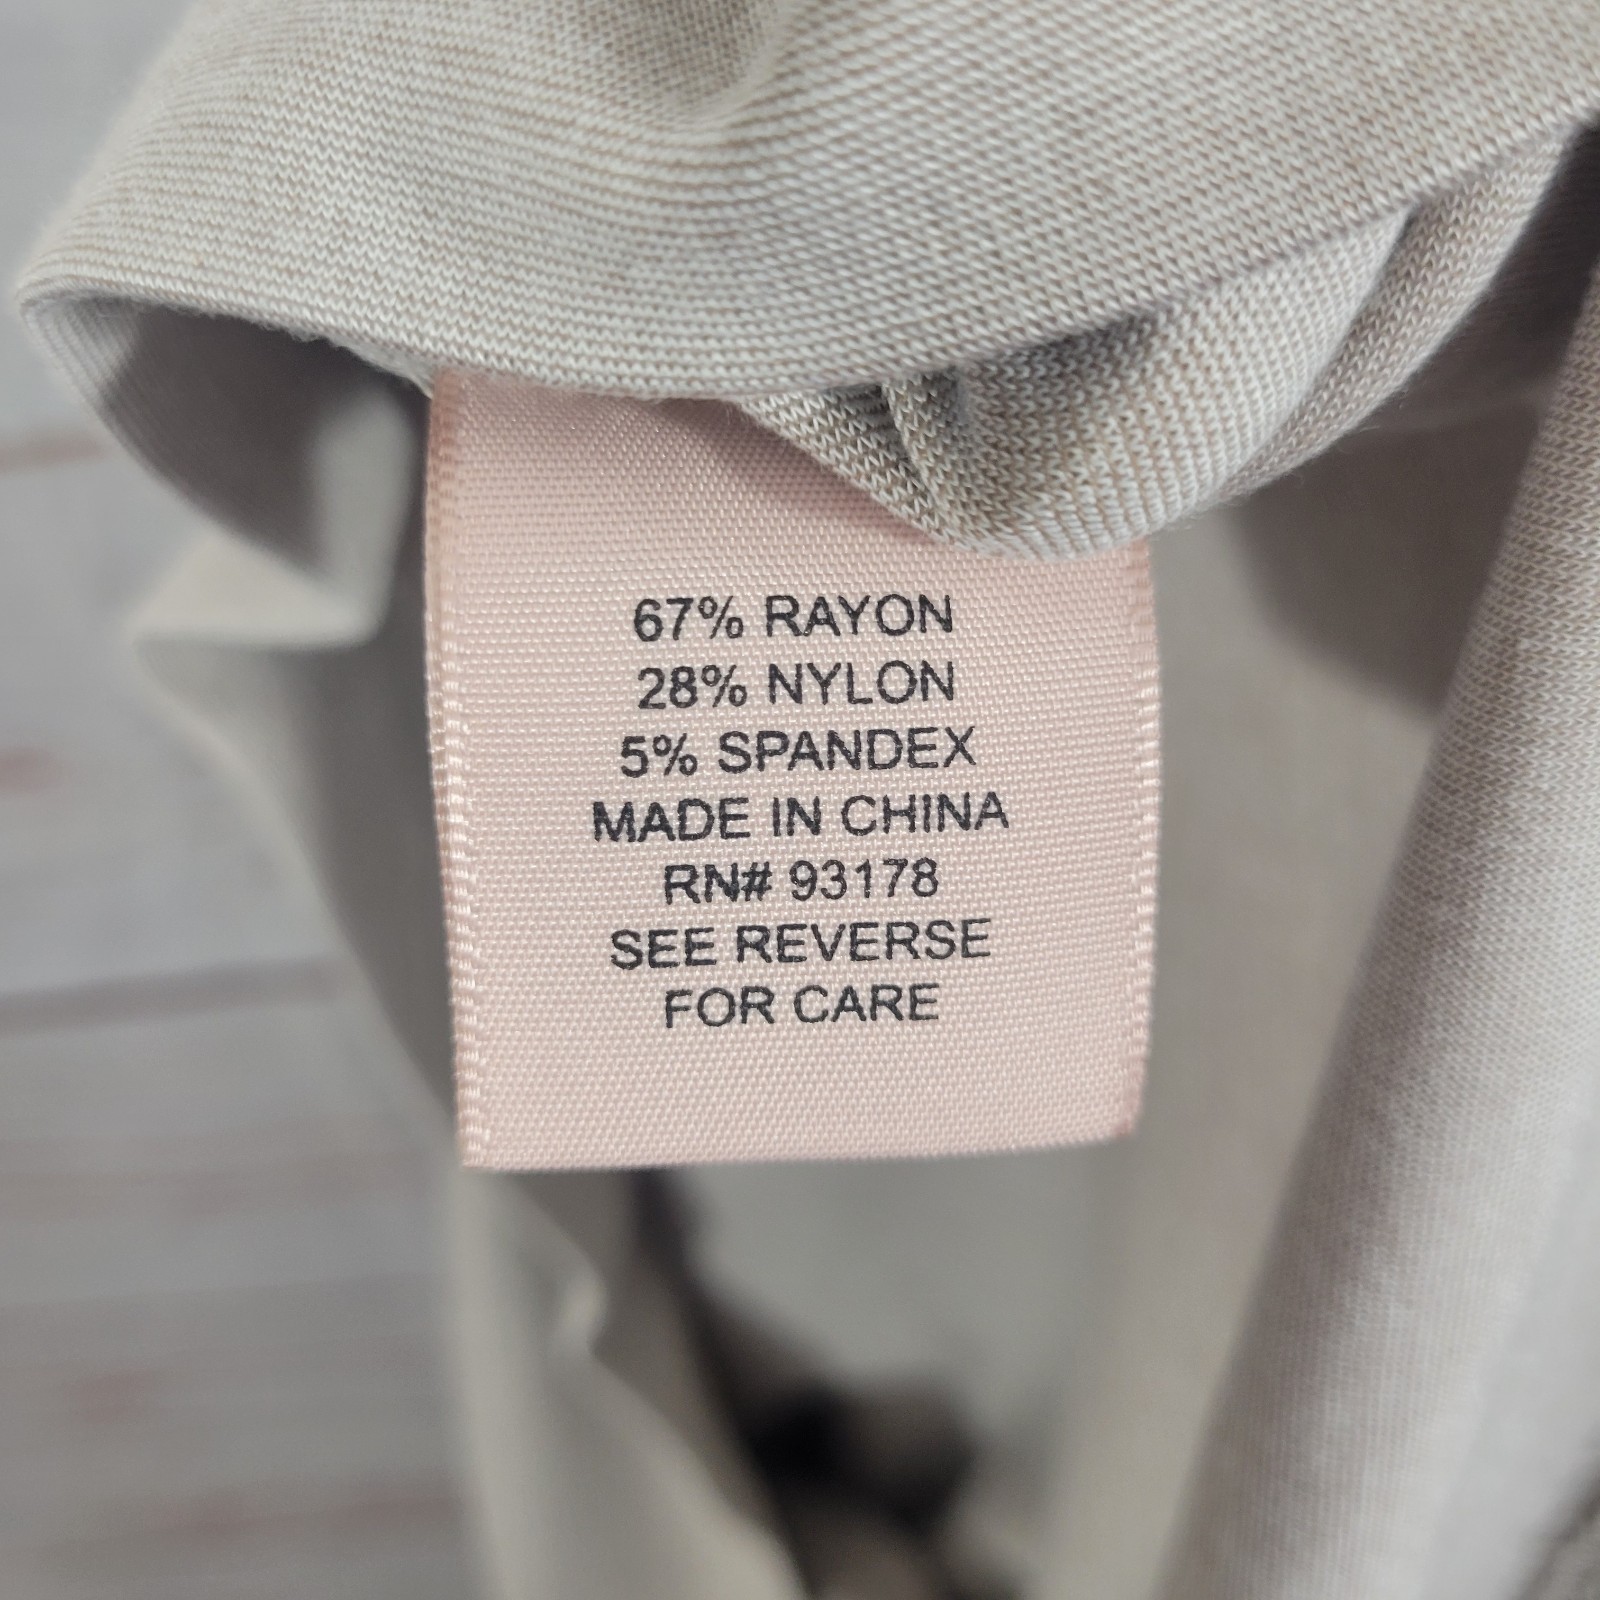 67% RAYON
28% NYLON
5% SPANDEX
MADE IN CHINA
RN# 93178
SEE REVERSE
FOR CARE